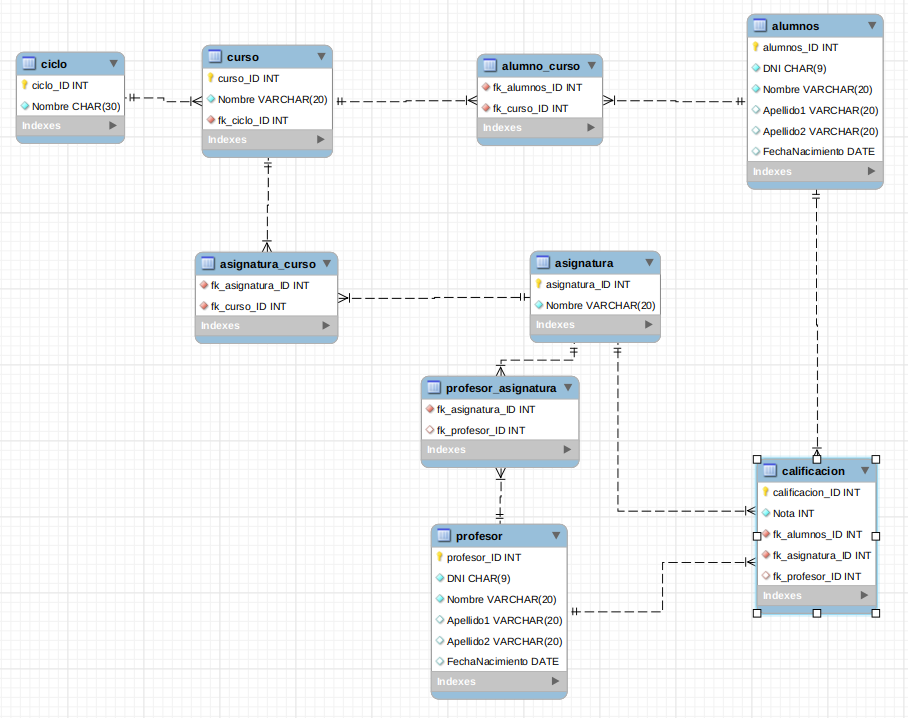 ciclo
ciclo_ID INT
Nombre CHAR(30)
Indexes
curso
curso_ID INT
Nombre VARCHAR(20)
fk_ciclo_ID INT
Indexes
alumno_curso
fk_alumnos_ID INT
fk_curso_ID INT
Indexes
alumnos
alumnos_ID INT
DNI CHAR(9)
Nombre VARCHAR(20)
Apellido1 VARCHAR(20)
Apellido2 VARCHAR(20)
FechaNacimiento DATE
Indexes
asignatura_curso
fk_asignatura_ID INT
fk_curso_ID INT
Indexes
asignatura
asignatura_ID INT
Nombre VARCHAR(20)
Indexes
profesor_asignatura
fk_asignatura_ID INT
fk_profesor_ID INT
Indexes
profesor
profesor_ID INT
DNI CHAR(9)
Nombre VARCHAR(20)
Apellido1 VARCHAR(20)
Apellido2 VARCHAR(20)
FechaNacimiento DATE
Indexes
calificacion
calificacion_ID INT
Nota INT
fk_alumnos_ID INT
fk_asignatura_ID INT
fk_profesor_ID INT
Indexes